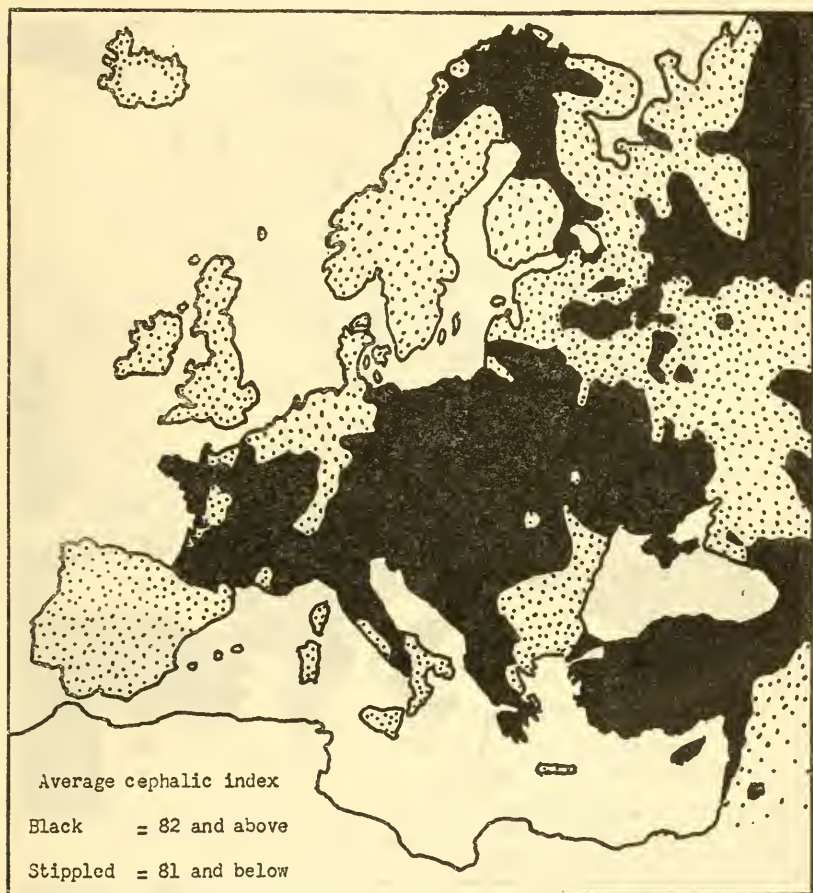 Average cephalic index
Black = 82 and above
Stippled = 81 and below